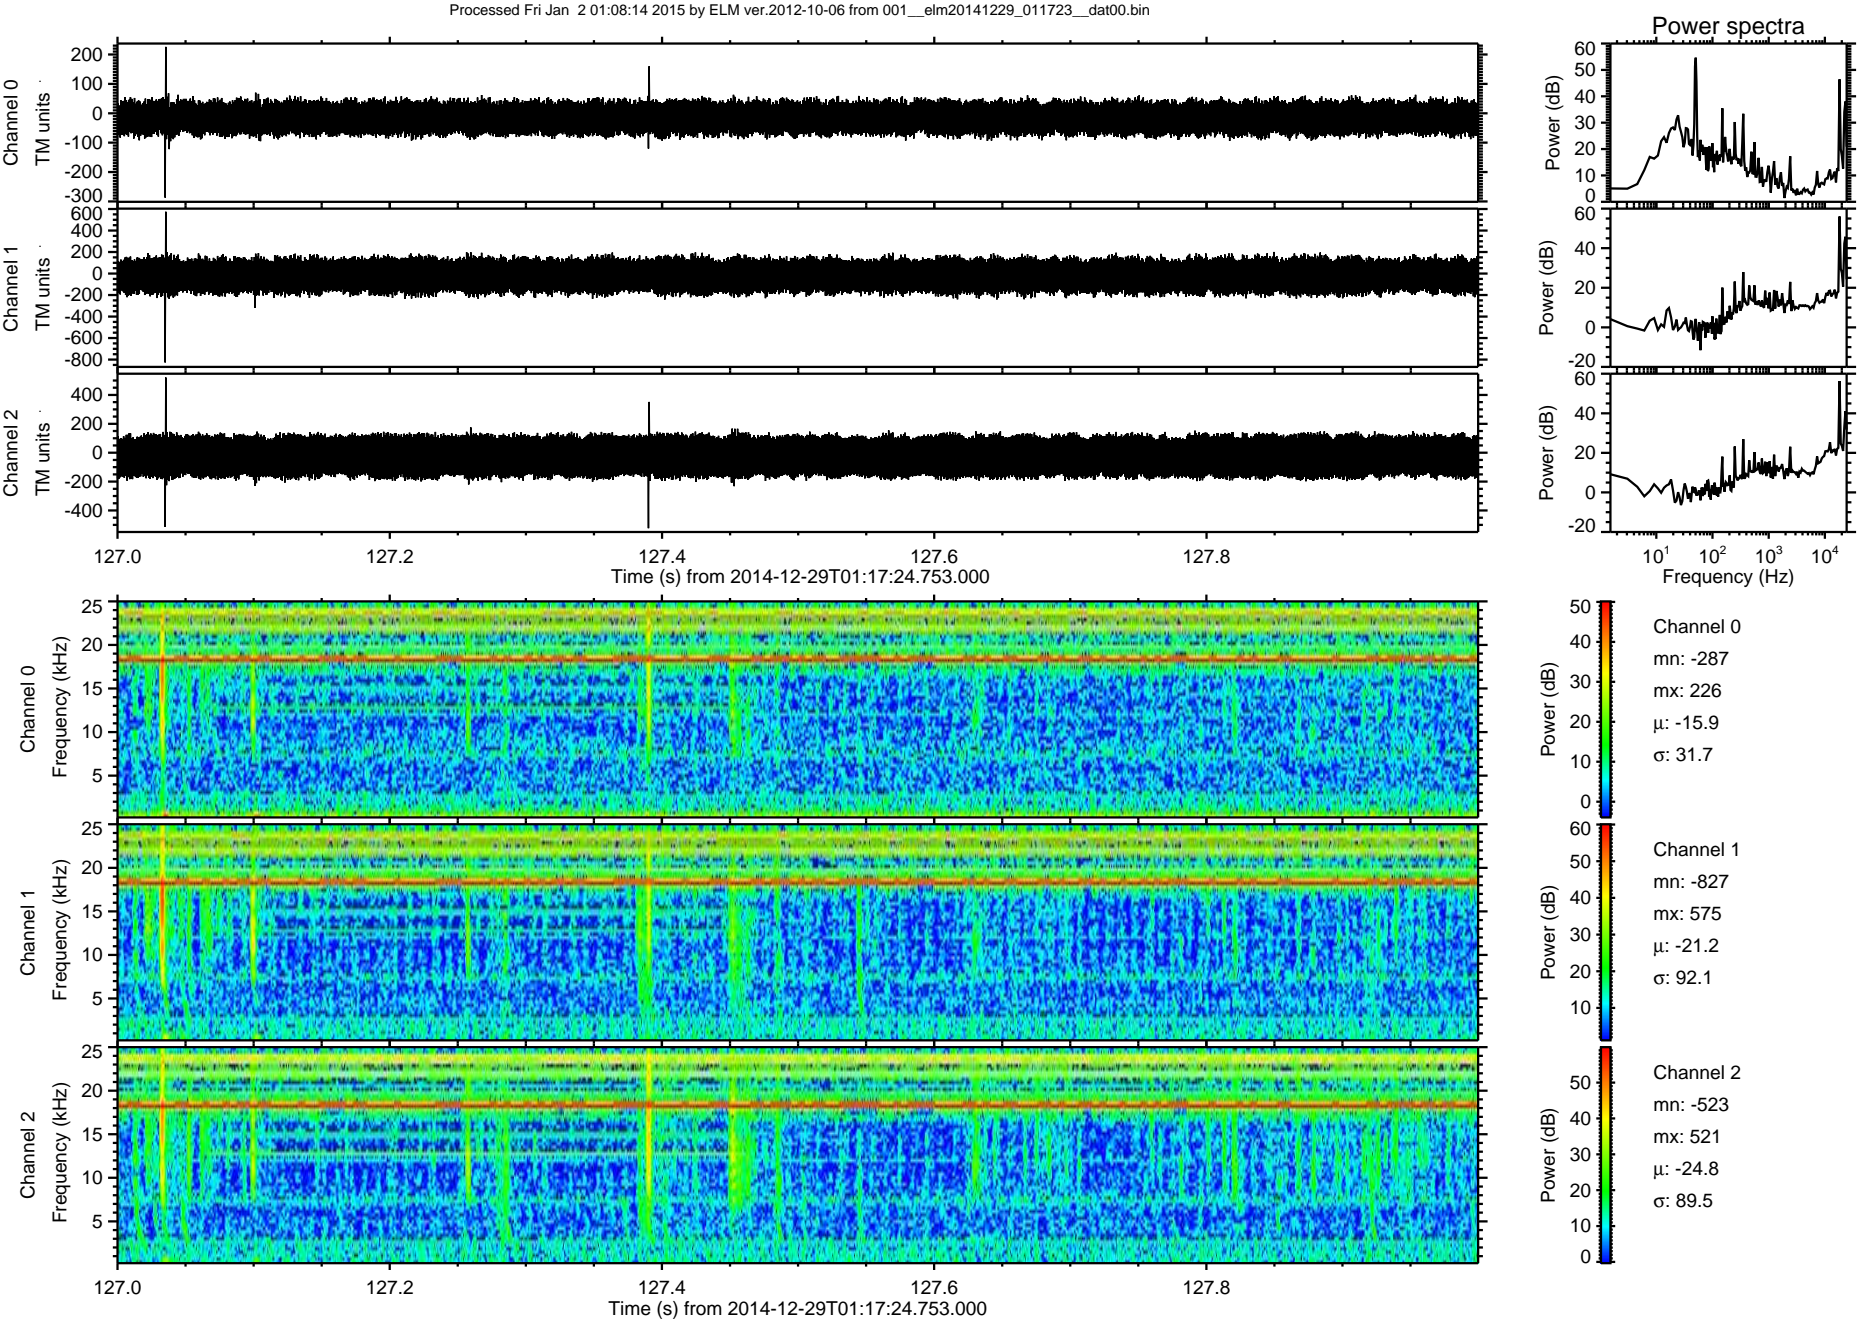 Processed Fri Jan  2 01:08:14 2015 by ELM ver.2012-10-06 from 001__elm20141229_011723__dat00.bin
Power spectra
Channel 0
TM units
200
100
0
-100
-200
-300
Power (dB)
60
50
40
30
20
10
0
Channel 1
TM units
600
400
200
0
-200
-400
-600
-800
Power (dB)
60
40
20
0
-20
Channel 2
TM units
400
200
0
-200
-400
Power (dB)
60
40
20
0
-20
127.0 127.2 127.4 127.6 127.8
Time (s) from 2014-12-29T01:17:24.753.000
10^1 10^2 10^3 10^4
Frequency (Hz)
Channel 0
Frequency (kHz)
25
20
15
10
5
Power (dB)
50
40
30
20
10
0
Channel 0
mn: -287
mx: 226
μ: -15.9
σ: 31.7
Channel 1
Frequency (kHz)
25
20
15
10
5
Power (dB)
60
50
40
30
20
10
Channel 1
mn: -827
mx: 575
μ: -21.2
σ: 92.1
Channel 2
Frequency (kHz)
25
20
15
10
5
Power (dB)
50
40
30
20
10
0
Channel 2
mn: -523
mx: 521
μ: -24.8
σ: 89.5
127.0 127.2 127.4 127.6 127.8
Time (s) from 2014-12-29T01:17:24.753.000